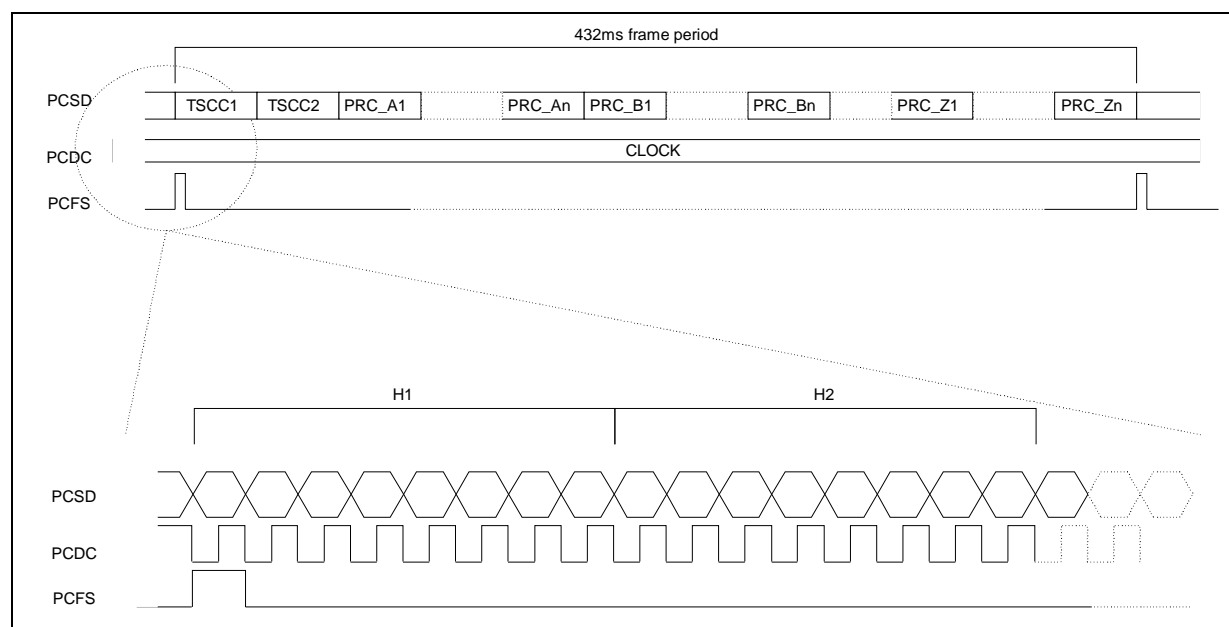 432ms frame period
PCSD TSCC1 TSCC2 PRC_A1 PRC_An PRC_B1 PRC_Bn PRC_Z1 PRC_Zn
PCDC CLOCK
PCFS
H1 H2
PCSD
PCDC
PCFS